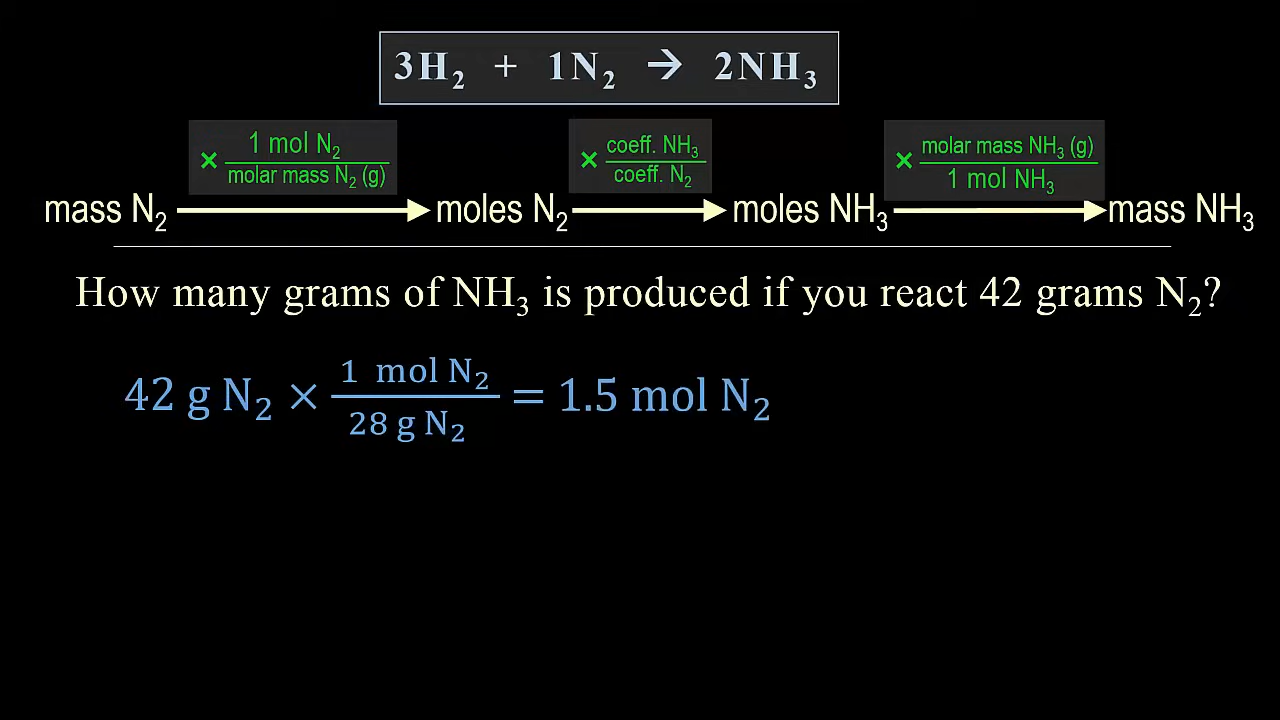 3H₂ + 1N₂ → 2NH₃
× 1 mol N₂ / molar mass N₂ (g)
× coeff. NH₃ / coeff. N₂
× molar mass NH₃ (g) / 1 mol NH₃
mass N₂ → moles N₂ → moles NH₃ → mass NH₃
How many grams of NH₃ is produced if you react 42 grams N₂?
42 g N₂ × 1 mol N₂ / 28 g N₂ = 1.5 mol N₂